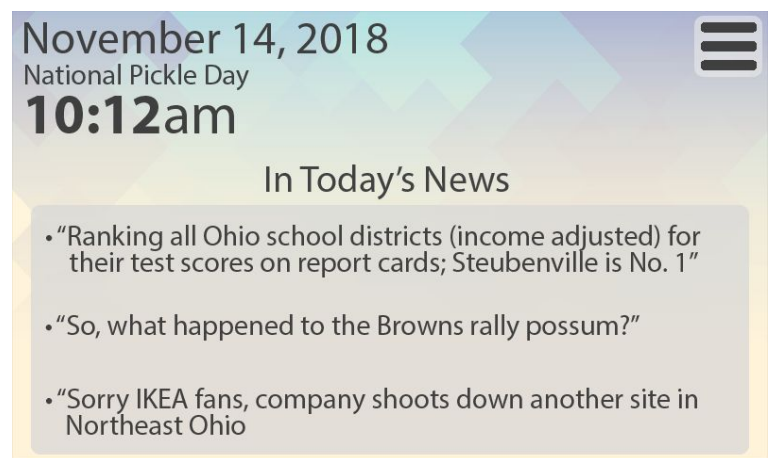 November 14, 2018
National Pickle Day
10:12am
In Today’s News
• “Ranking all Ohio school districts (income adjusted) for
their test scores on report cards; Steubenville is No. 1”
• “So, what happened to the Browns rally possum?”
• “Sorry IKEA fans, company shoots down another site in
Northeast Ohio